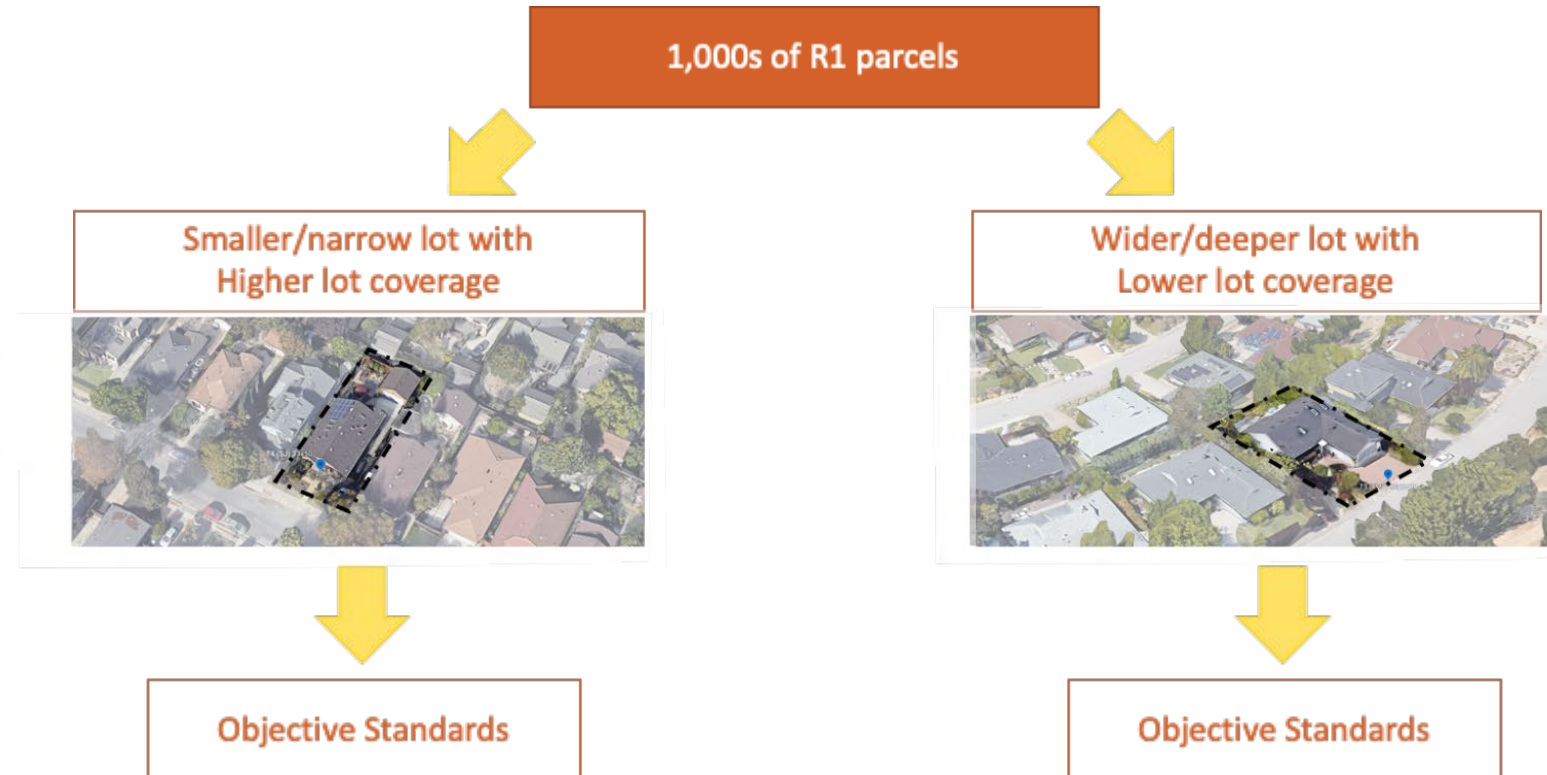 1,000s of R1 parcels
Smaller/narrow lot with
Higher lot coverage
Wider/deeper lot with
Lower lot coverage
Objective Standards
Objective Standards